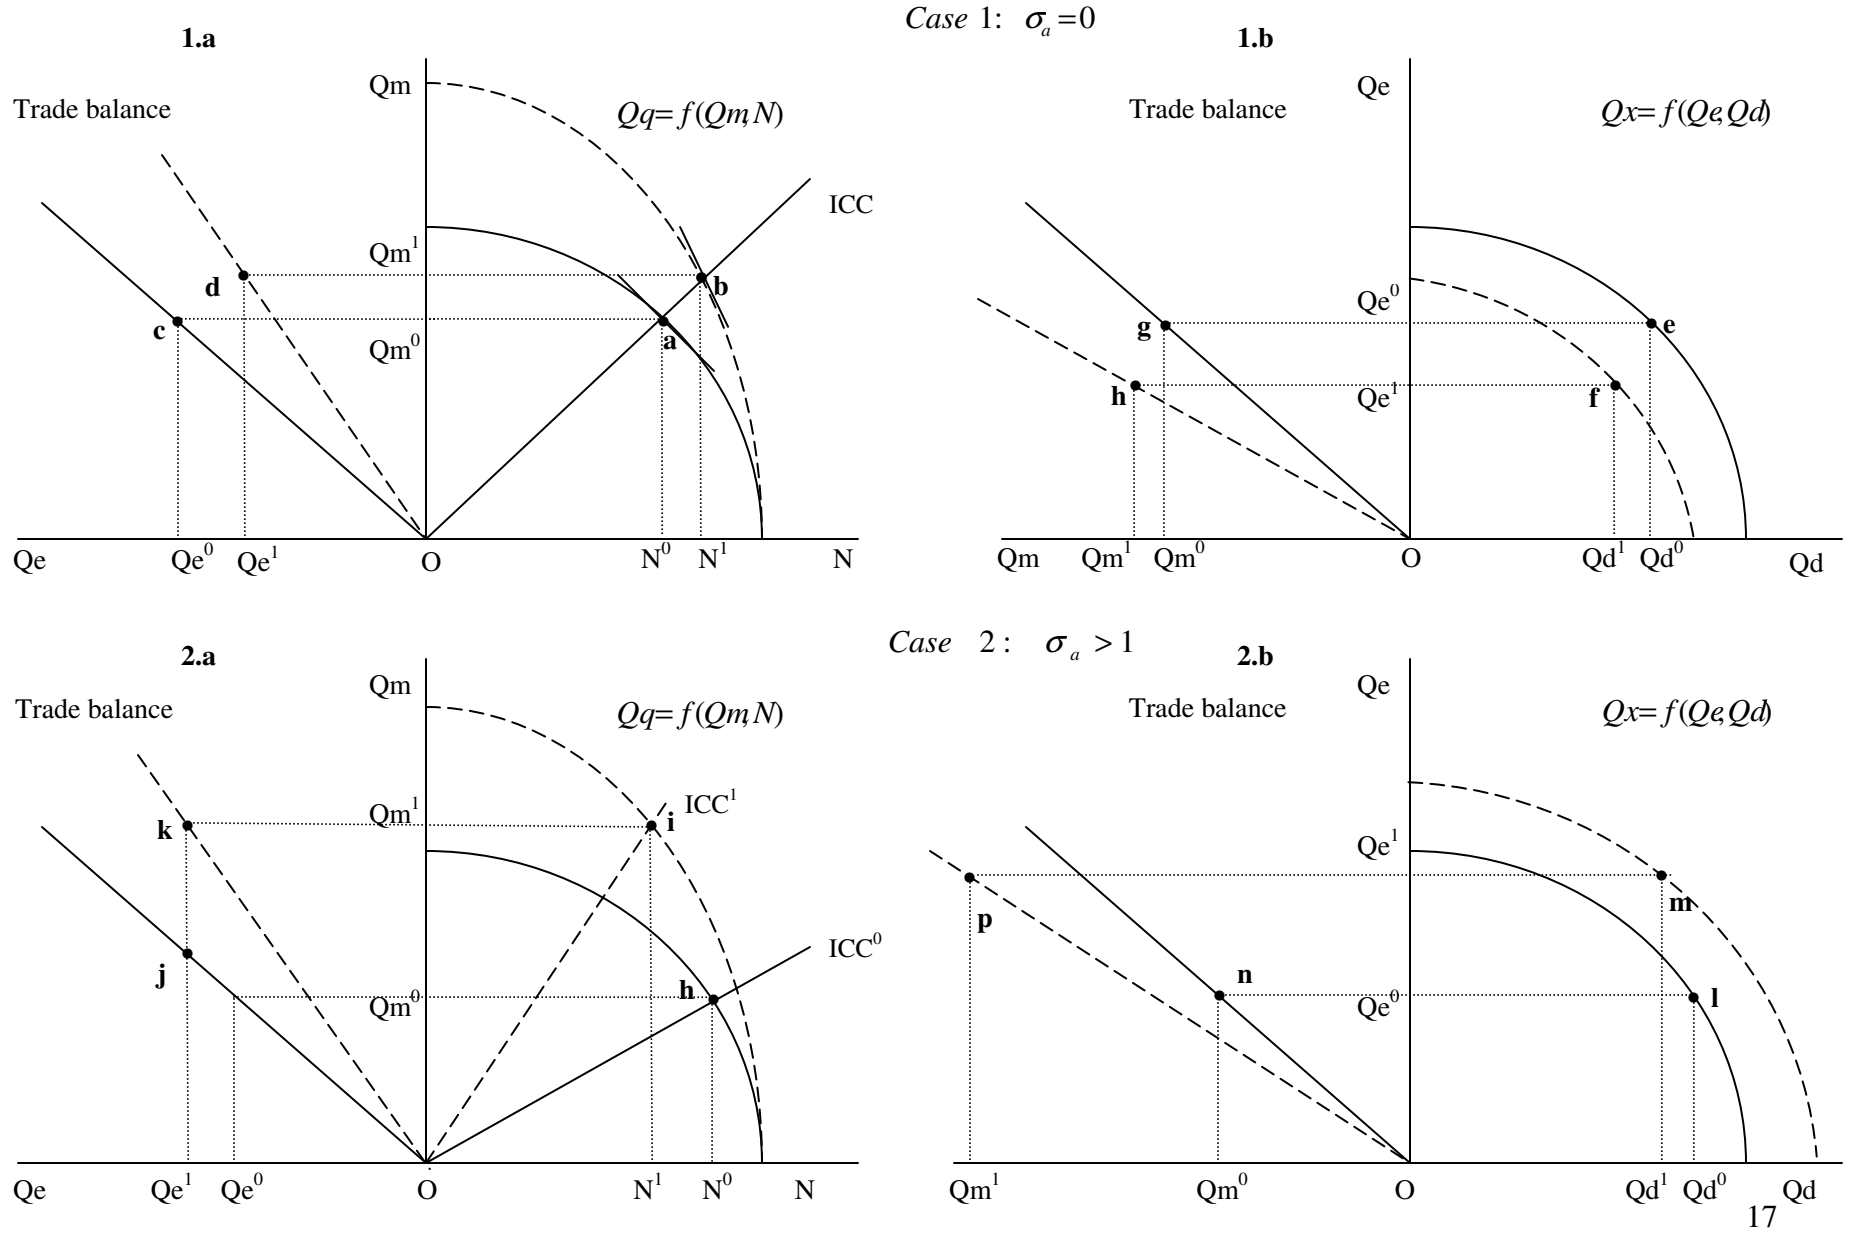 Case 1: σa=0
1.a
1.b
Qm
Qe
Trade balance
Qq=f(Qm,N)
Trade balance
Qx=f(Qe,Qd)
ICC
Qm¹
d
b
Qe⁰
c
a
g
e
Qm⁰
h
Qe¹
f
Qe
Qe⁰
Qe¹
O
N⁰
N¹
N
Qm
Qm¹
Qm⁰
O
Qd¹
Qd⁰
Qd
Case 2: σa >1
2.a
2.b
Qm
Qe
Trade balance
Qq=f(Qm,N)
Trade balance
Qx=f(Qe,Qd)
ICC¹
Qm¹
k
i
Qe¹
m
p
ICC⁰
j
h
n
l
Qm⁰
Qe⁰
Qe
Qe¹
Qe⁰
O
N¹
N⁰
N
Qm¹
Qm⁰
O
Qd¹
Qd⁰
Qd
17